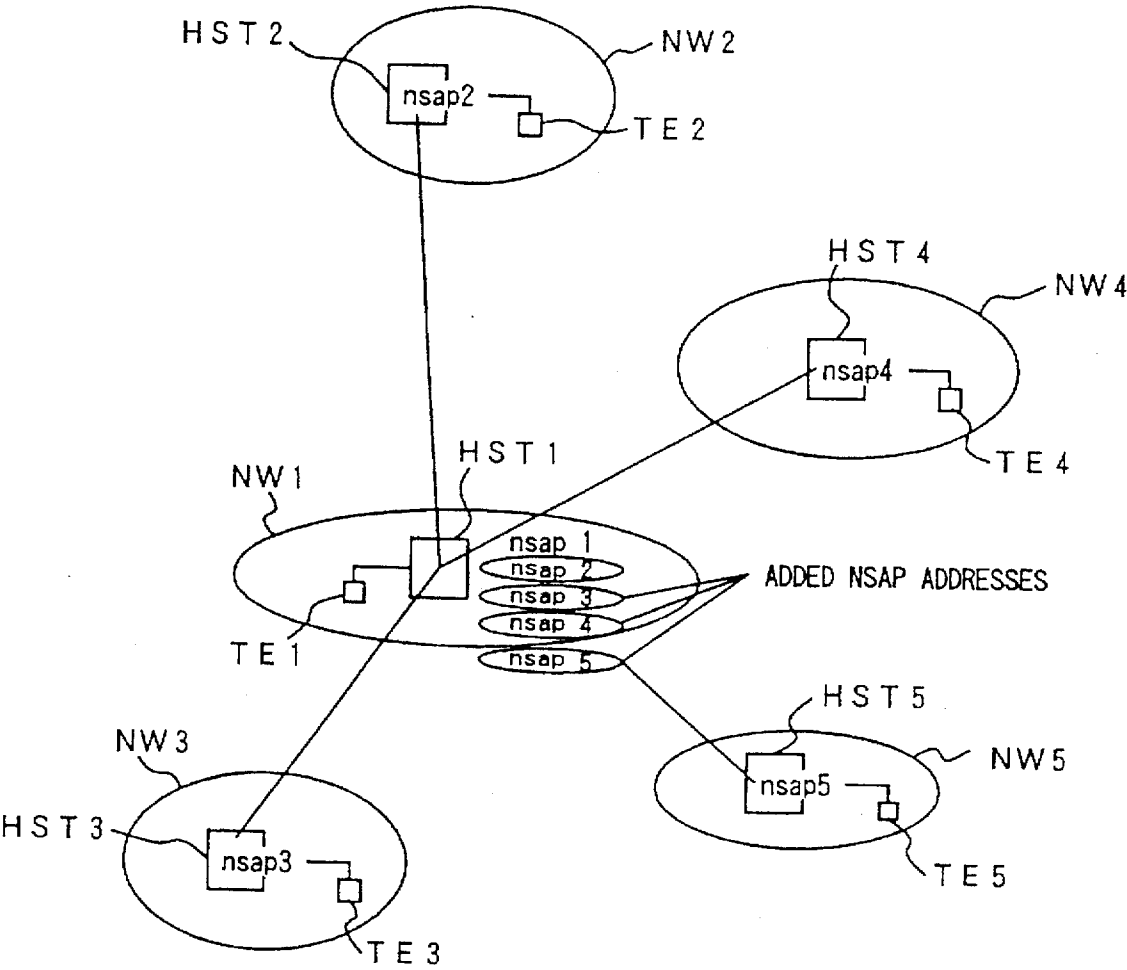 HST2
NW2
nsap2
TE2
HST4
NW4
nsap4
TE4
HST1
NW1
nsap 1
nsap 2
nsap 3
nsap 4
nsap 5
ADDED NSAP ADDRESSES
TE1
HST5
NW5
nsap5
TE5
NW3
HST3
nsap3
TE3